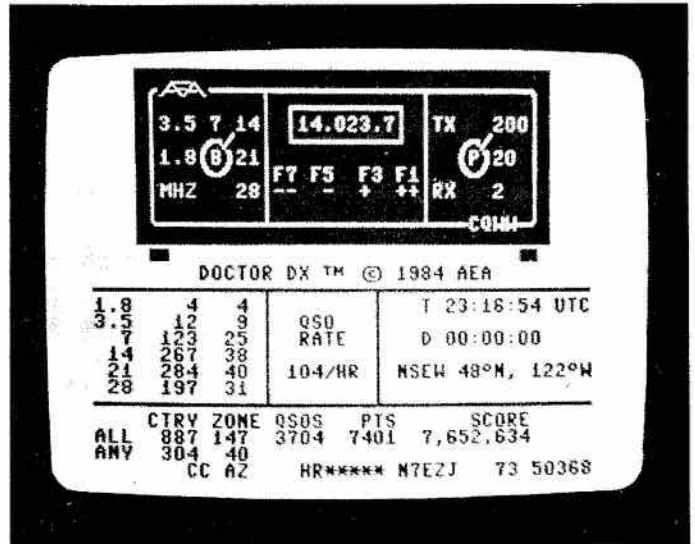 AEA
3.5 7 14 14.023.7 TX 200
1.8 B 21 P 20
F7 F5 F3 F1
MHZ 28 -- - + ++ RX 2
CQWW
DOCTOR DX TM © 1984 AEA
1.8 4 4 T 23:16:54 UTC
3.5 12 9 QSO
7 123 25 RATE D 00:00:00
14 267 38
21 284 40 104/HR NSEW 48°N, 122°W
28 197 31
CTRY ZONE QSOS PTS SCORE
ALL 887 147 3704 7401 7,652,634
ANY 304 40
CC AZ HR***** N7EZJ 73 50368